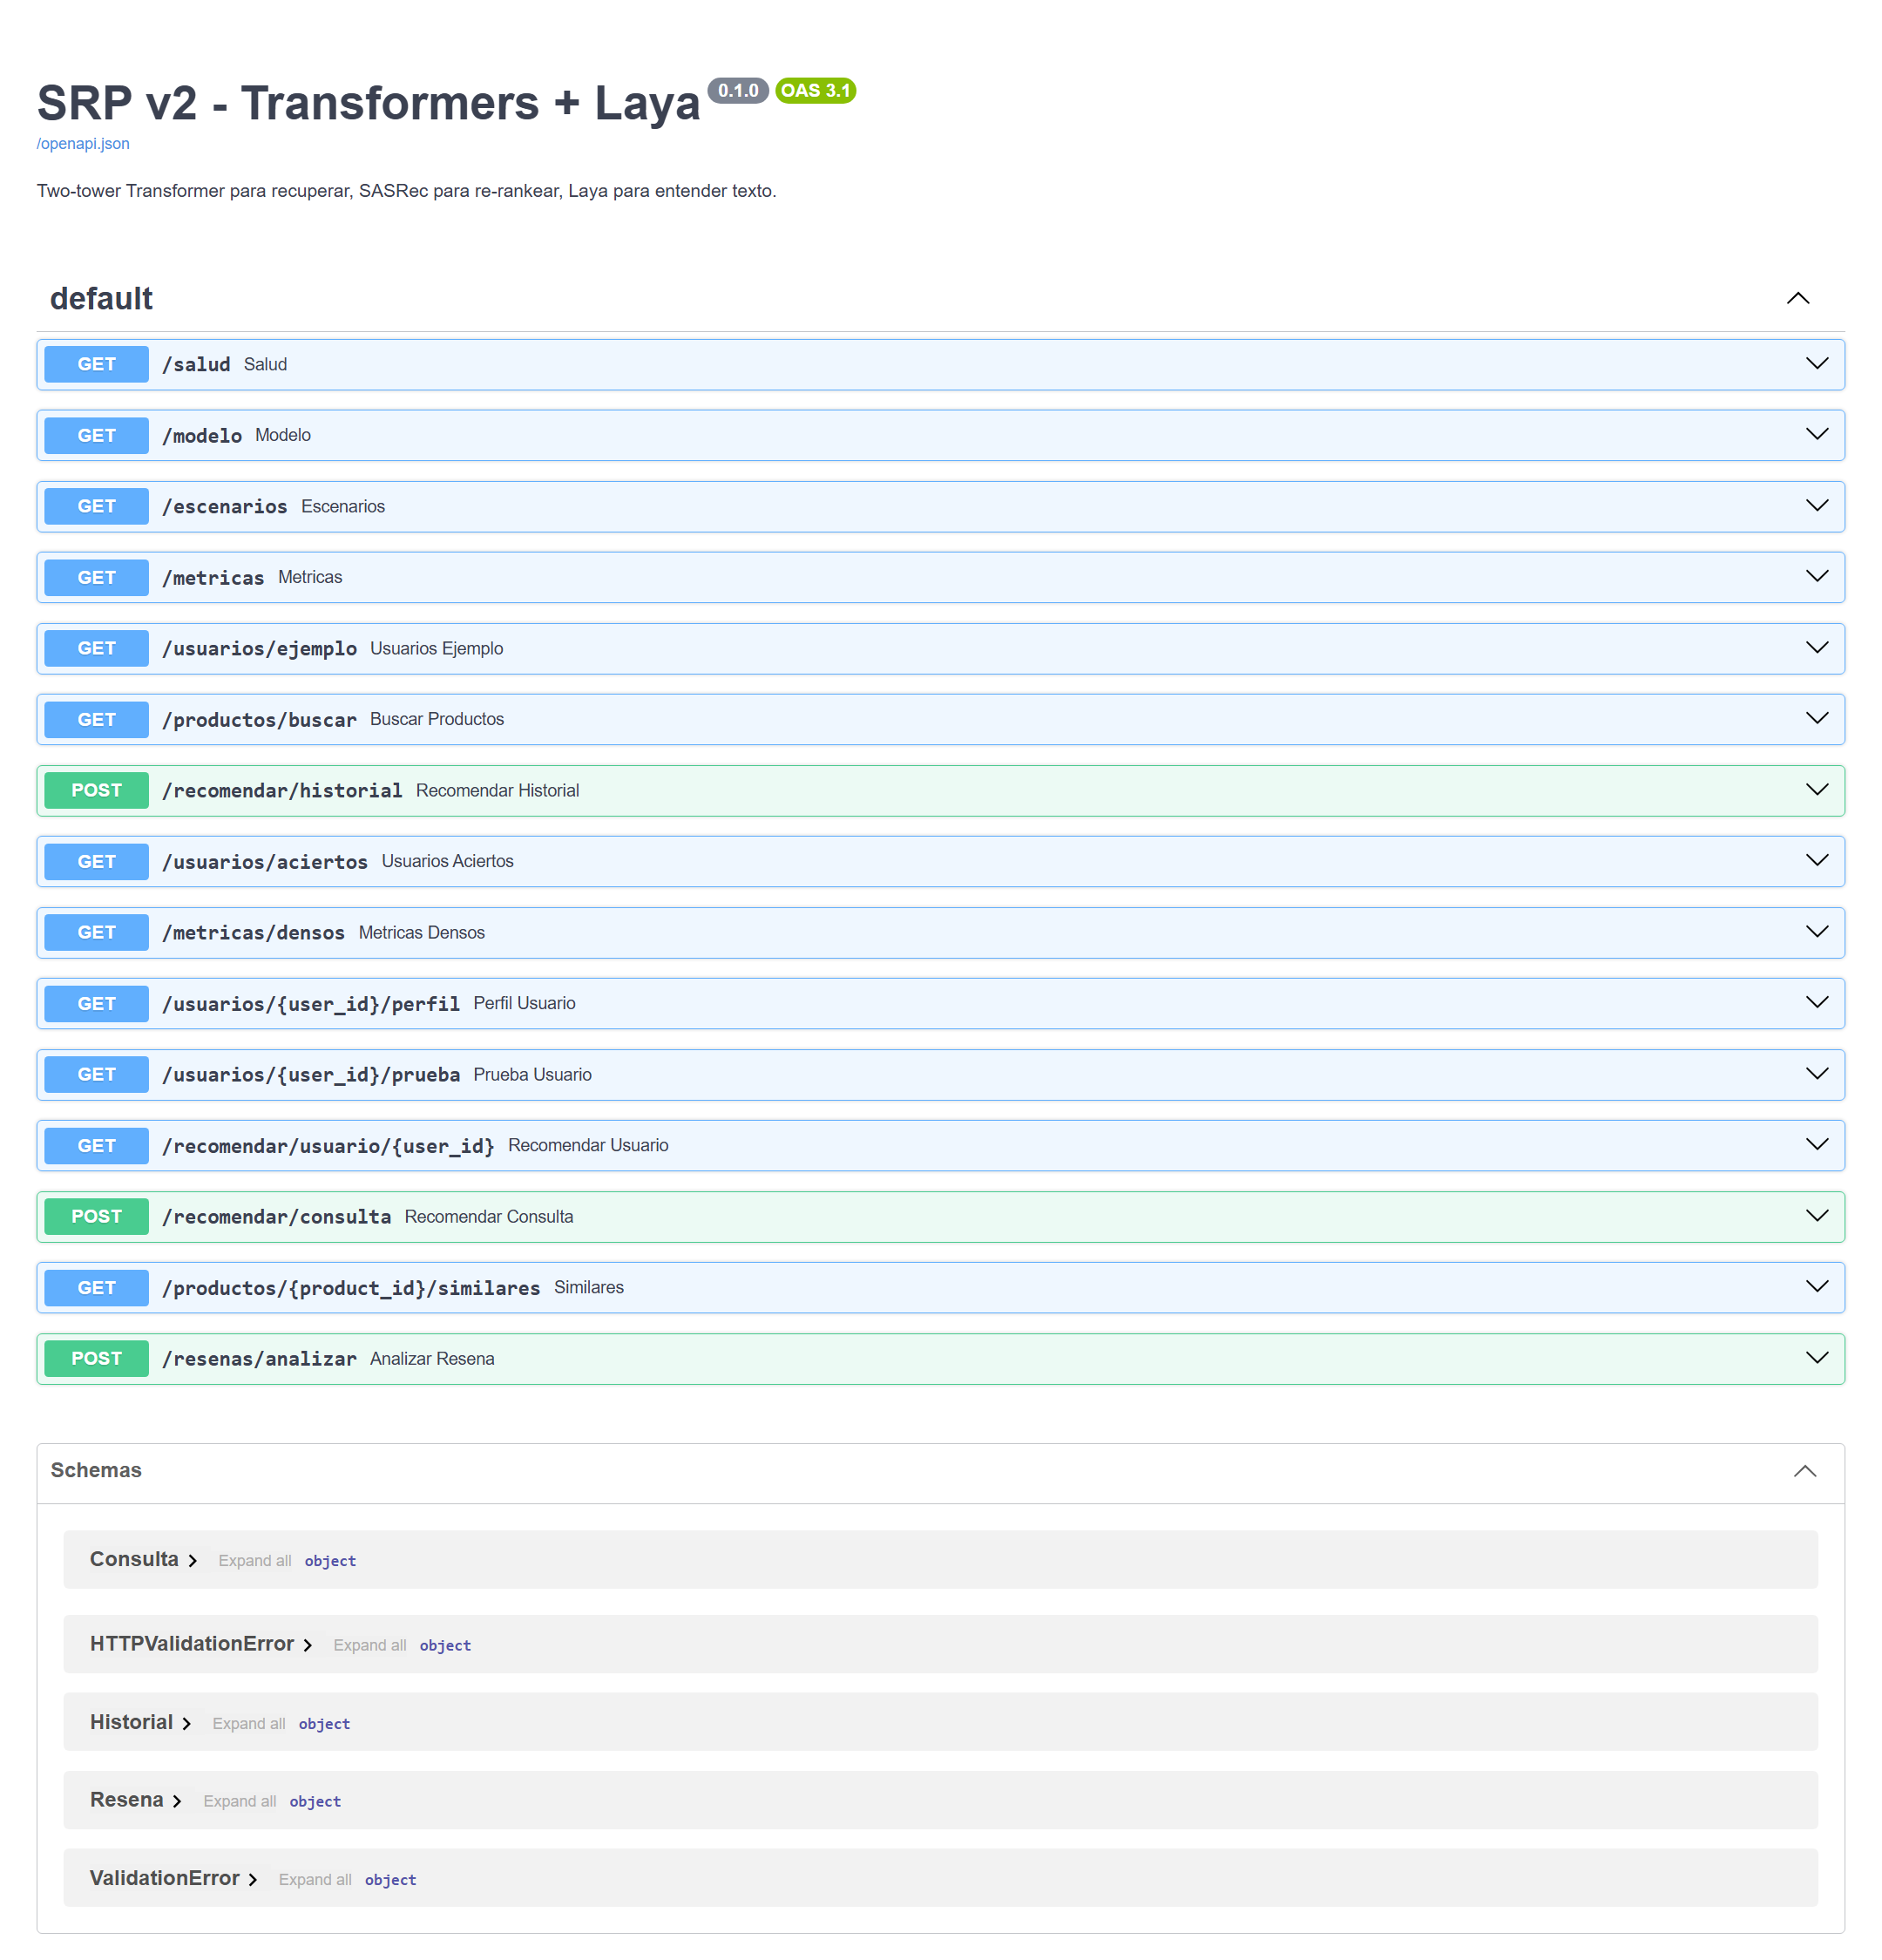 SRP v2 - Transformers + Laya 0.1.0 OAS 3.1
/openapi.json
Two-tower Transformer para recuperar, SASRec para re-rankear, Laya para entender texto.
default
GET /salud Salud
GET /modelo Modelo
GET /escenarios Escenarios
GET /metricas Metricas
GET /usuarios/ejemplo Usuarios Ejemplo
GET /productos/buscar Buscar Productos
POST /recomendar/historial Recomendar Historial
GET /usuarios/aciertos Usuarios Aciertos
GET /metricas/densos Metricas Densos
GET /usuarios/{user_id}/perfil Perfil Usuario
GET /usuarios/{user_id}/prueba Prueba Usuario
GET /recomendar/usuario/{user_id} Recomendar Usuario
POST /recomendar/consulta Recomendar Consulta
GET /productos/{product_id}/similares Similares
POST /resenas/analizar Analizar Resena
Schemas
Consulta Expand all object
HTTPValidationError Expand all object
Historial Expand all object
Resena Expand all object
ValidationError Expand all object